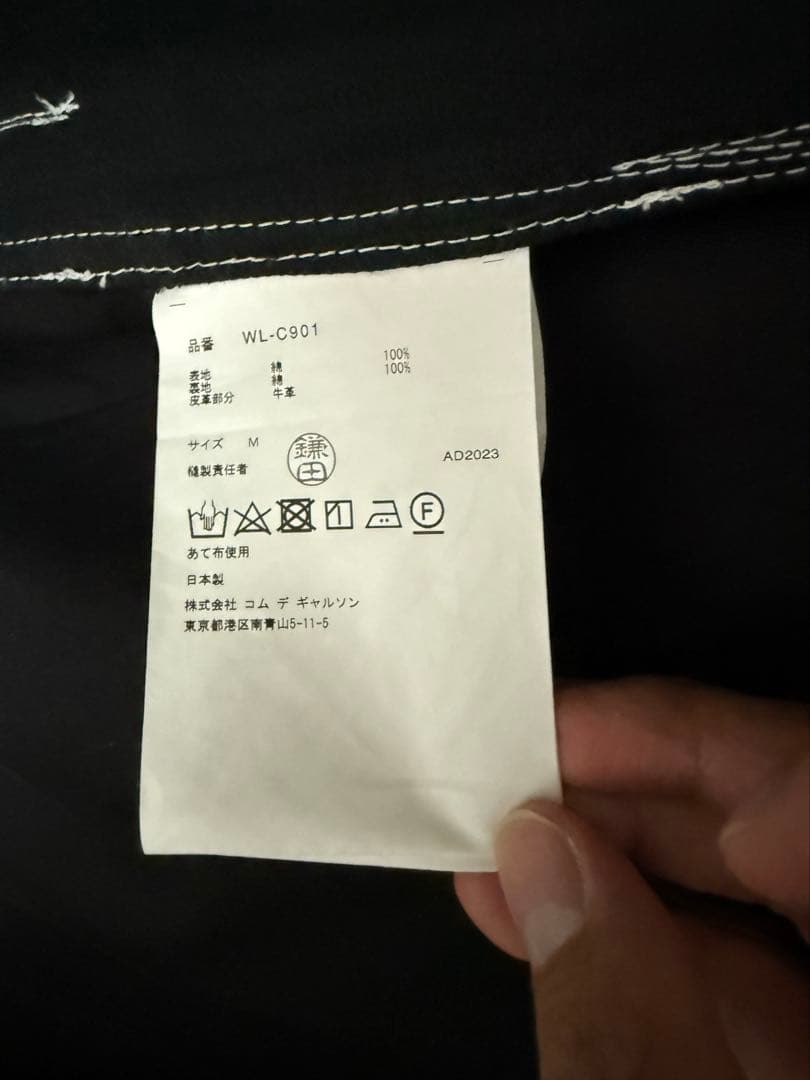 品番 WL-C901
表地 綿 100%
裏地 綿 100%
皮革部分 牛革
サイズ M
縫製責任者 鎌田 AD2023
F
あて布使用
日本製
株式会社 コム デ ギャルソン
東京都港区南青山5-11-5